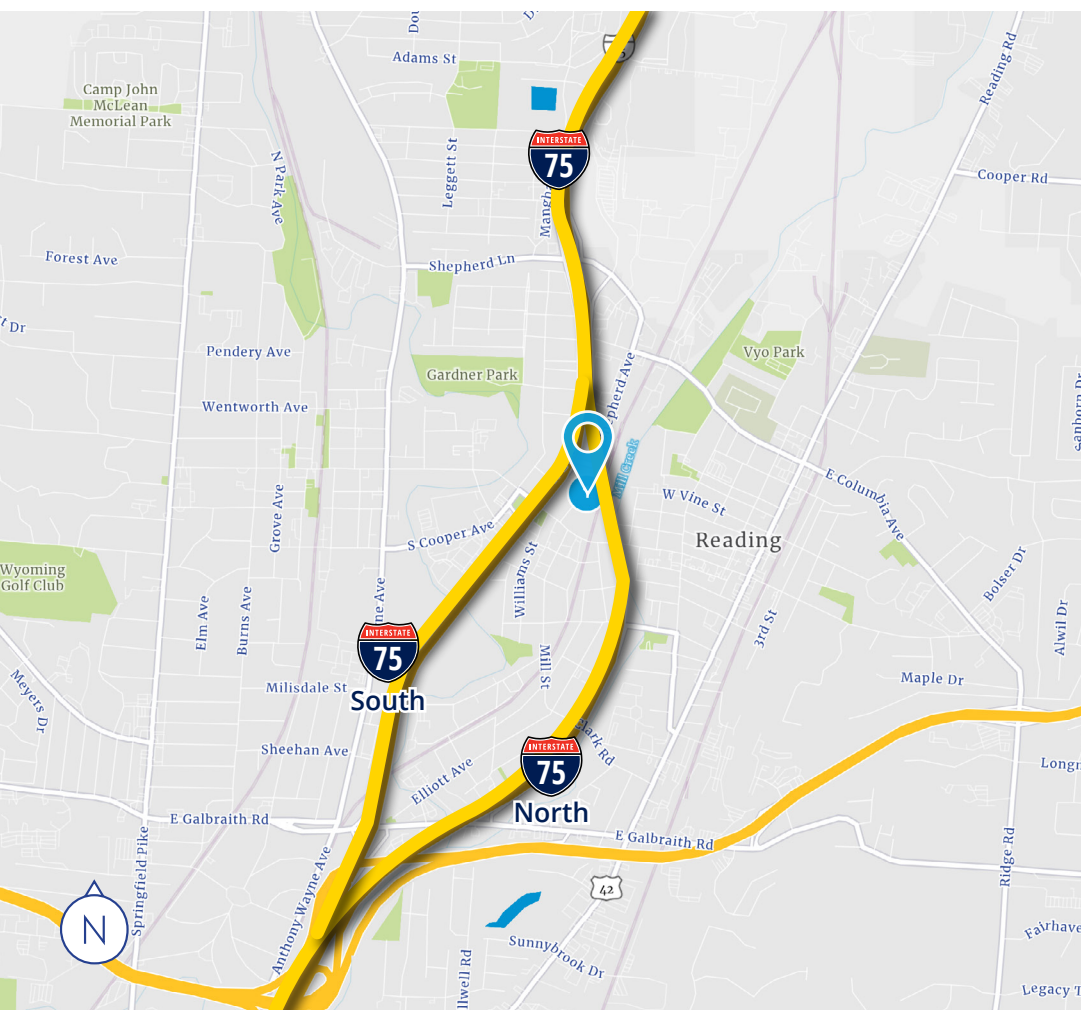 Adams St
Camp John
McLean
Memorial Park
Reading Rd
INTERSTATE
75
Leggett St
N Park Ave
Cooper Rd
Forest Ave
Shepherd Ln
Pendery Ave
Vyo Park
Gardner Park
Wentworth Ave
Mill Creek
E Columbia Ave
W Vine St
Grove Ave
S Cooper Ave
Reading
Wyoming
Golf Club
Williams St
Bolser Dr
Elm Ave
Burns Ave
3rd St
Alwil Dr
INTERSTATE
75
South
Mill St
Milisdale St
Maple Dr
Meyers Dr
Clark Rd
Sheehan Ave
INTERSTATE
75
North
Elliott Ave
E Galbraith Rd
E Galbraith Rd
Ridge Rd
Springfield Pike
Anthony Wayne Ave
42
N
Sunnybrook Dr